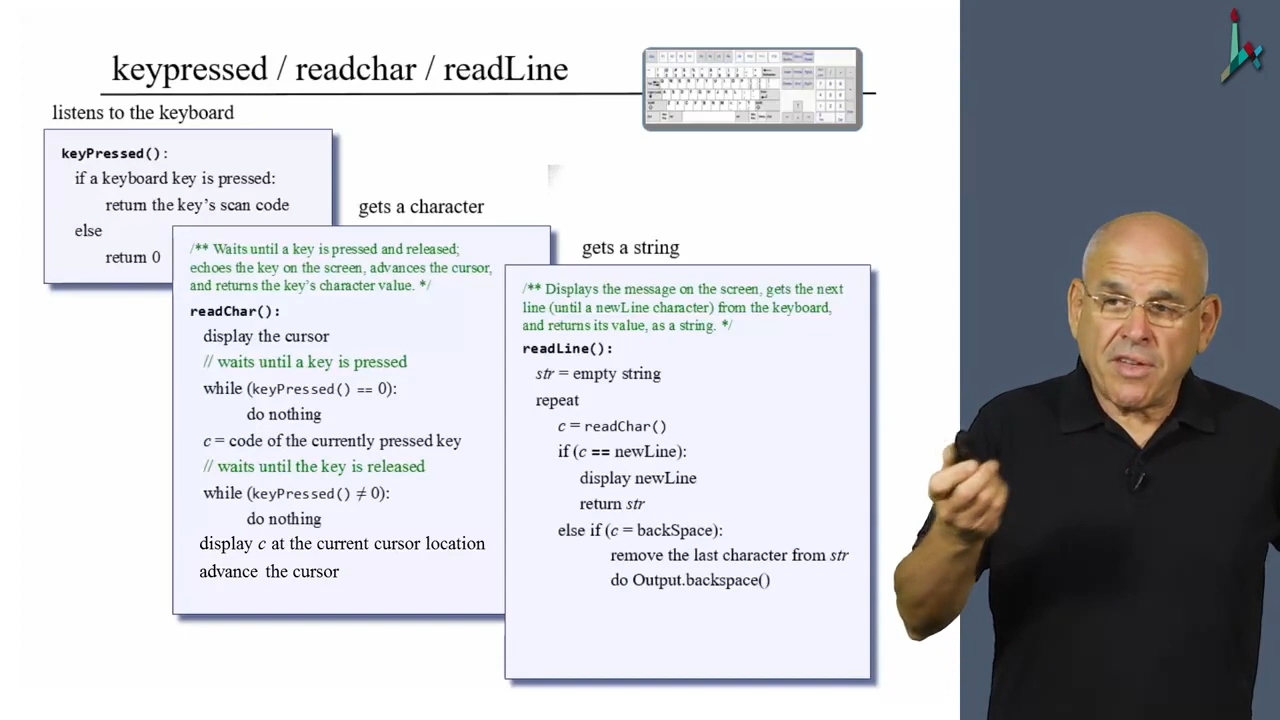 keypressed / readchar / readLine
listens to the keyboard
keyPressed():
if a keyboard key is pressed:
return the key's scan code
else
return 0
gets a character
/** Waits until a key is pressed and released;
echoes the key on the screen, advances the cursor,
and returns the key's character value. */
readChar():
display the cursor
// waits until a key is pressed
while (keyPressed() == 0):
do nothing
c = code of the currently pressed key
// waits until the key is released
while (keyPressed() ≠ 0):
do nothing
display c at the current cursor location
advance the cursor
gets a string
/** Displays the message on the screen, gets the next
line (until a newLine character) from the keyboard,
and returns its value, as a string. */
readLine():
str = empty string
repeat
c = readChar()
if (c == newLine):
display newLine
return str
else if (c = backSpace):
remove the last character from str
do Output.backspace()